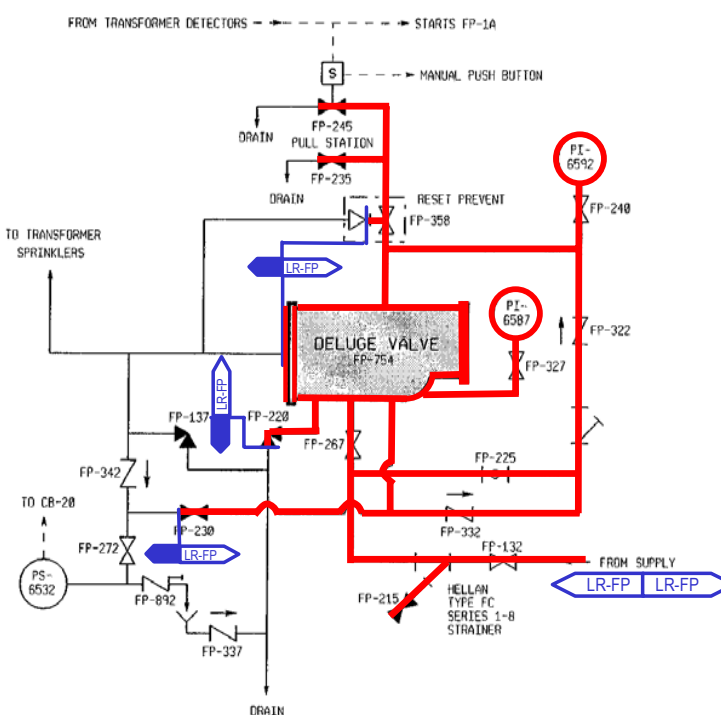 FROM TRANSFORMER DETECTORS
STARTS FP-1A
S
MANUAL PUSH BUTTON
DRAIN
FP-245
PULL STATION
FP-235
DRAIN
PI-
6592
RESET PREVENT
FP-358
FP-240
TO TRANSFORMER
SPRINKLERS
LR-FP
PI-
6587
FP-322
DELUGE VALVE
FP-754
FP-327
LR-FP
FP-137
FP-220
FP-267
FP-225
FP-342
TO CB-20
FP-230
FP-332
FP-272
LR-FP
FP-132
FROM SUPPLY
PS-
6532
LR-FP
LR-FP
FP-892
FP-215
HELLAN
TYPE FC
SERIES 1-8
STRAINER
FP-337
DRAIN